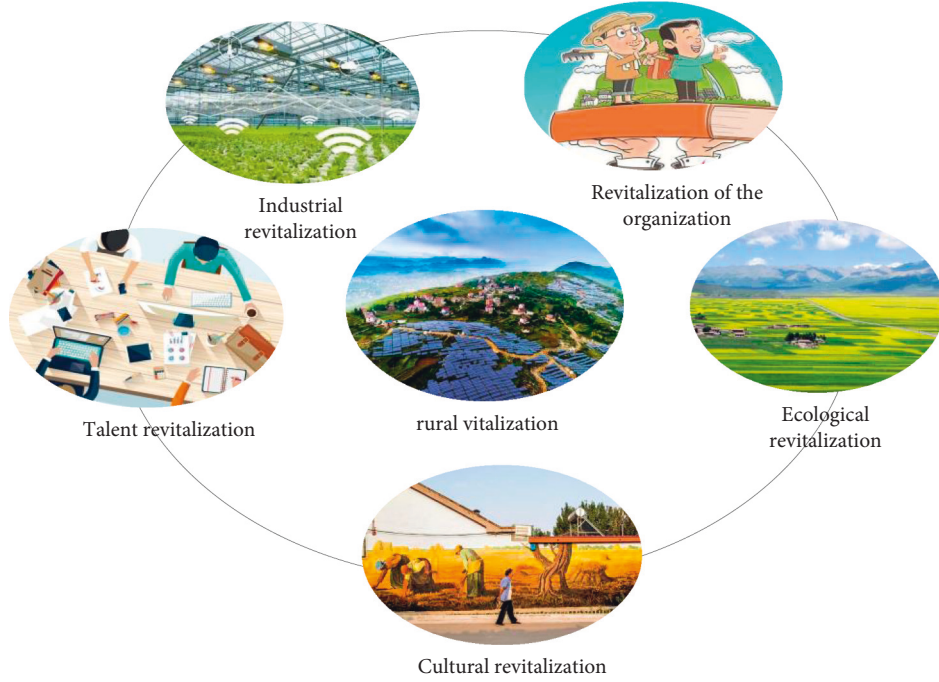 Industrial
revitalization
Revitalization of the
organization
Talent revitalization
rural vitalization
Ecological
revitalization
Cultural revitalization